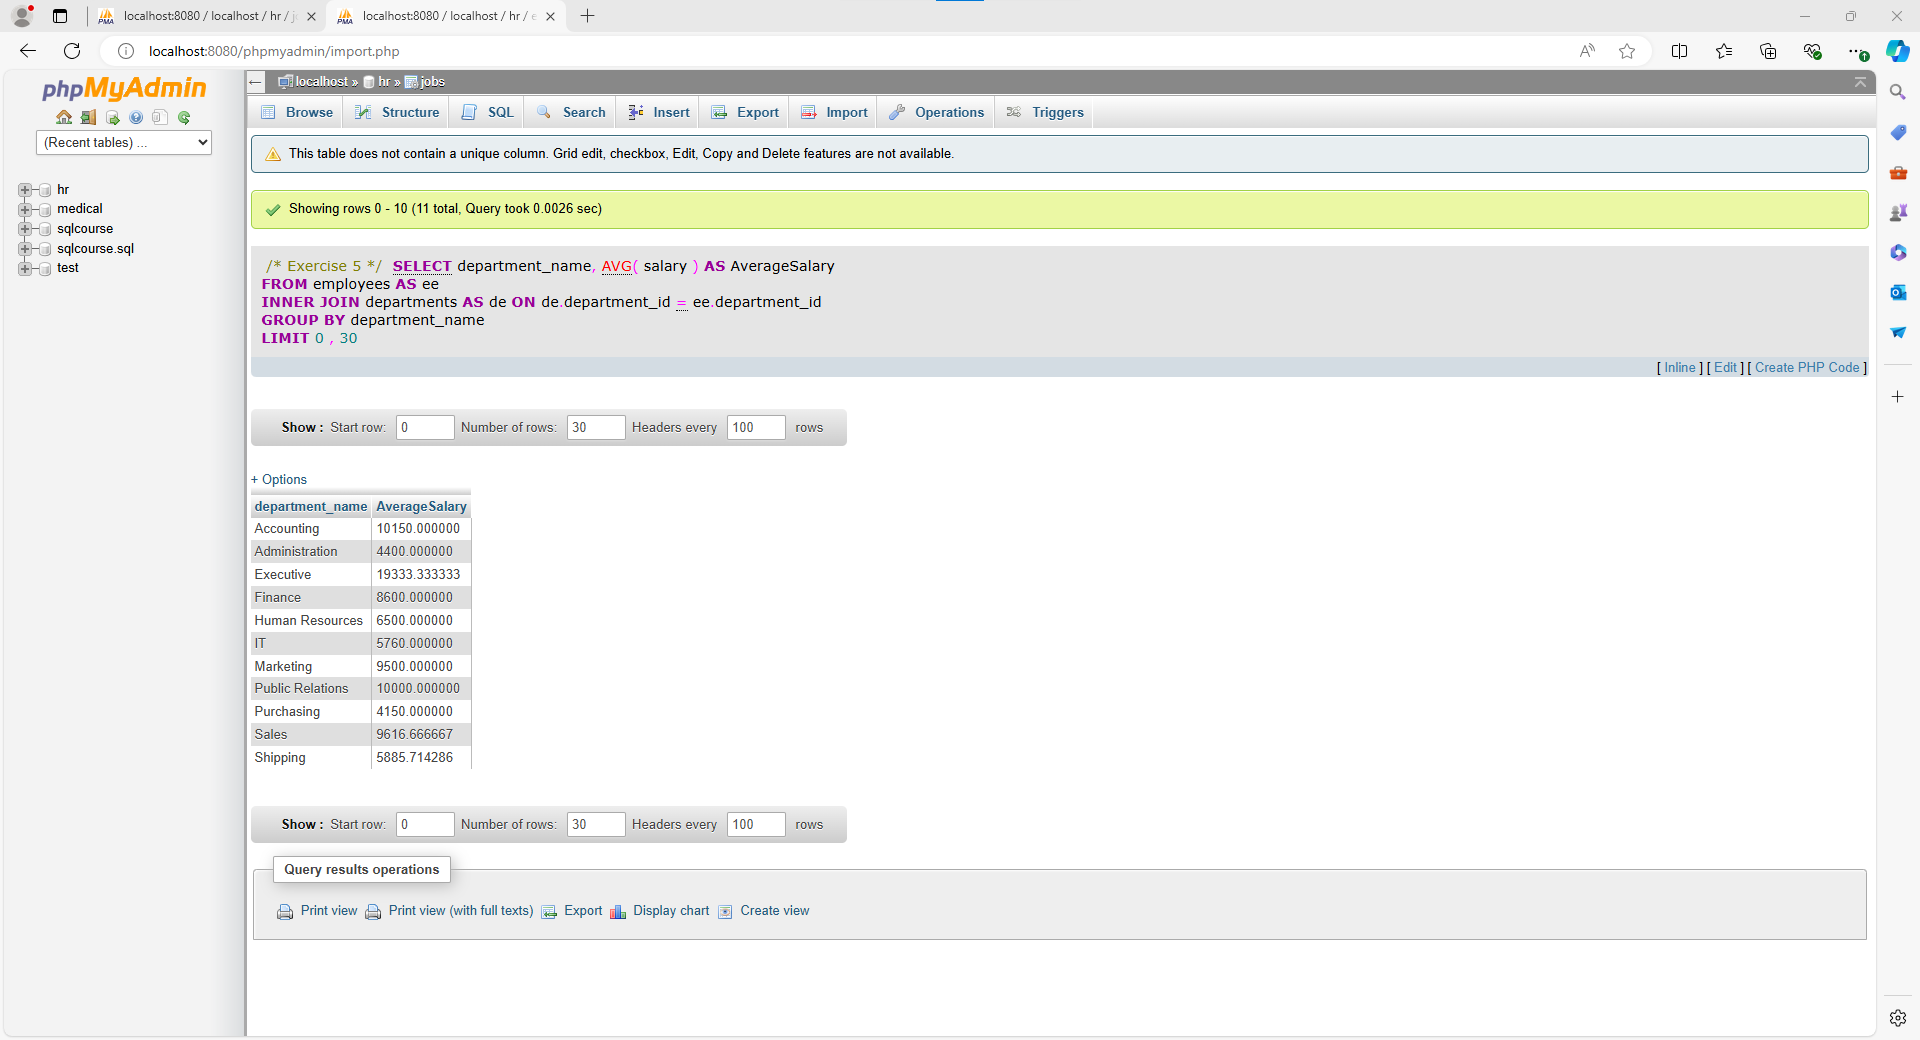 localhost:8080 / localhost / hr / j
localhost:8080 / localhost / hr / e
localhost:8080/phpmyadmin/import.php
phpMyAdmin
(Recent tables) ...
hr
medical
sqlcourse
sqlcourse.sql
test
localhost » hr » jobs
Browse Structure SQL Search Insert Export Import Operations Triggers
This table does not contain a unique column. Grid edit, checkbox, Edit, Copy and Delete features are not available.
Showing rows 0 - 10 (11 total, Query took 0.0026 sec)
/* Exercise 5 */ SELECT department_name, AVG( salary ) AS AverageSalary
FROM employees AS ee
INNER JOIN departments AS de ON de.department_id = ee.department_id
GROUP BY department_name
LIMIT 0 , 30
[ Inline ] [ Edit ] [ Create PHP Code ]
Show : Start row: 0 Number of rows: 30 Headers every 100 rows
+ Options
department_name AverageSalary
Accounting 10150.000000
Administration 4400.000000
Executive 19333.333333
Finance 8600.000000
Human Resources 6500.000000
IT 5760.000000
Marketing 9500.000000
Public Relations 10000.000000
Purchasing 4150.000000
Sales 9616.666667
Shipping 5885.714286
Show : Start row: 0 Number of rows: 30 Headers every 100 rows
Query results operations
Print view Print view (with full texts) Export Display chart Create view